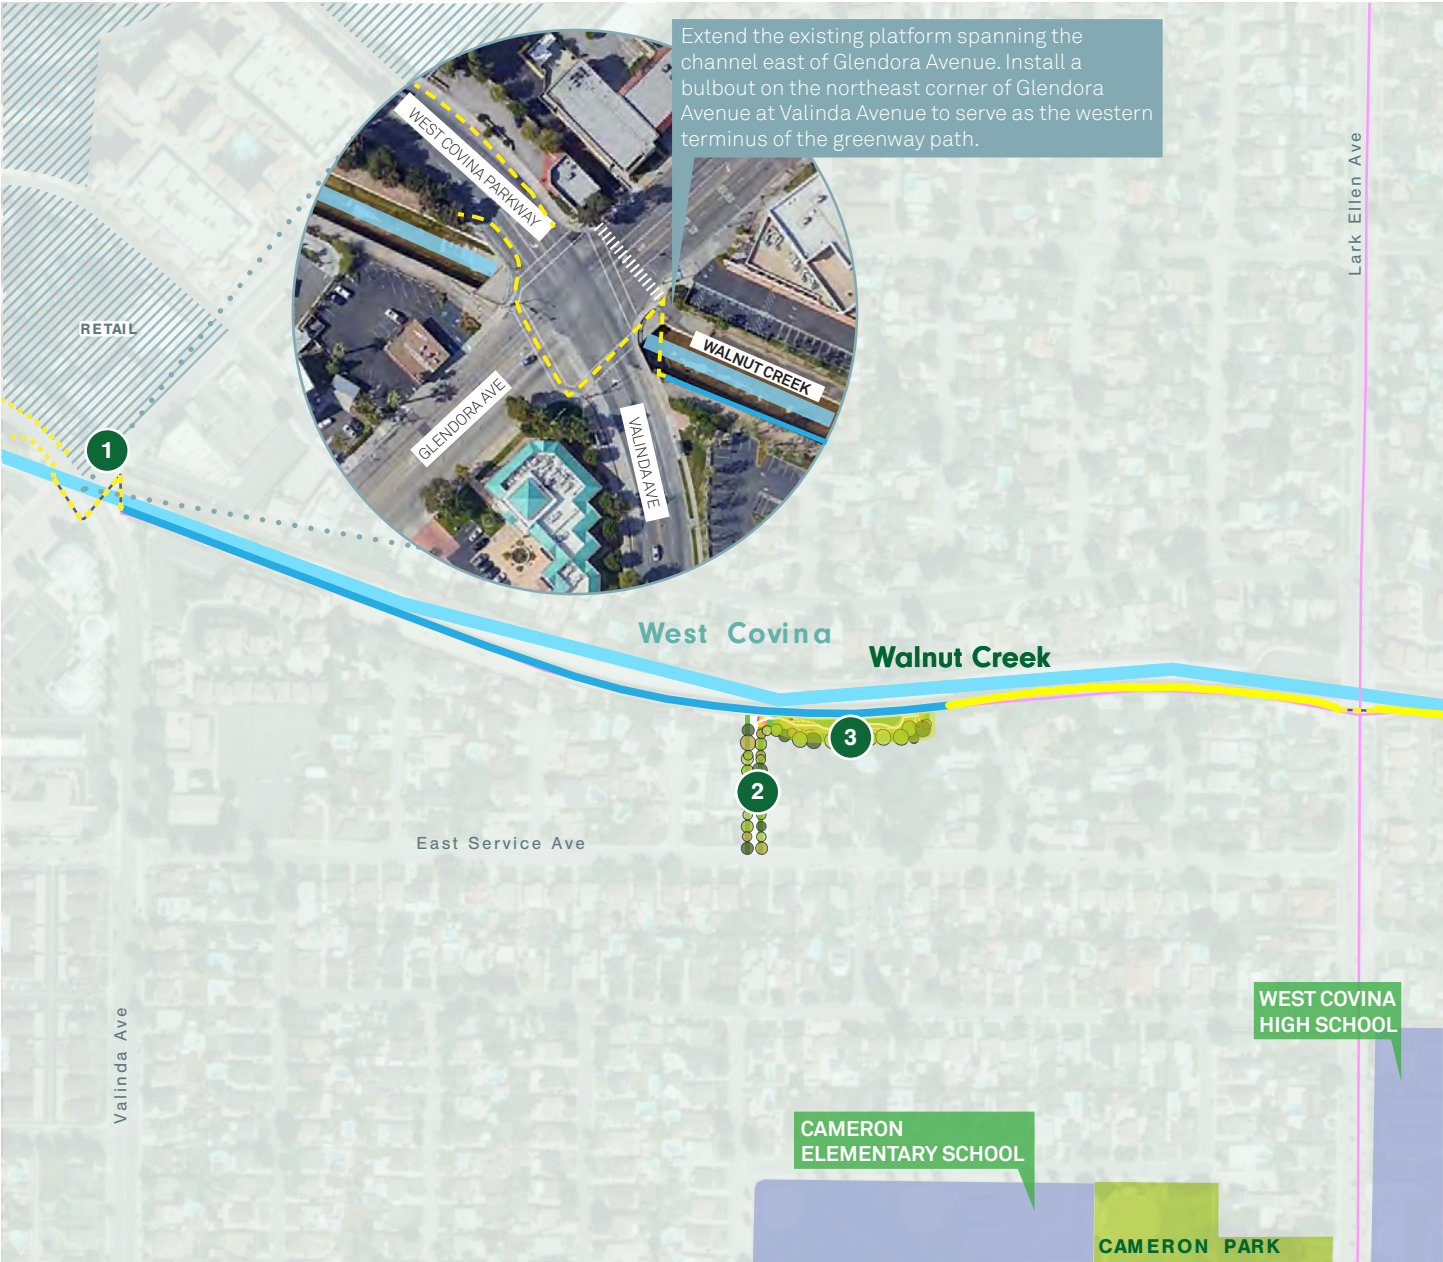 Extend the existing platform spanning the
channel east of Glendora Avenue. Install a
bulbout on the northeast corner of Glendora
Avenue at Valinda Avenue to serve as the western
terminus of the greenway path.
WEST COVINA PARKWAY
Lark Ellen Ave
RETAIL
WALNUT CREEK
GLENDORA AVE
VALINDA AVE
1
West Covina
Walnut Creek
3
2
East Service Ave
Valinda Ave
WEST COVINA
HIGH SCHOOL
CAMERON
ELEMENTARY SCHOOL
CAMERON PARK